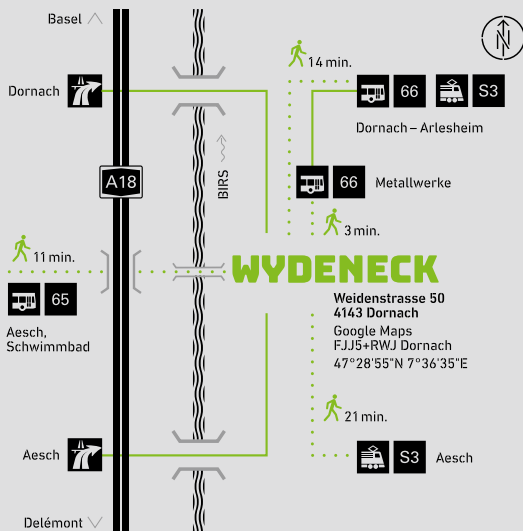 Basel
N
14 min.
Dornach
66
S3
Dornach – Arlesheim
A18
BIRS
66
Metallwerke
3 min.
11 min.
WYDENECK
65
Aesch,
Schwimmbad
Weidenstrasse 50
4143 Dornach
Google Maps
FJJ5+RWJ Dornach
47°28'55"N 7°36'35"E
21 min.
Aesch
S3
Aesch
Delémont